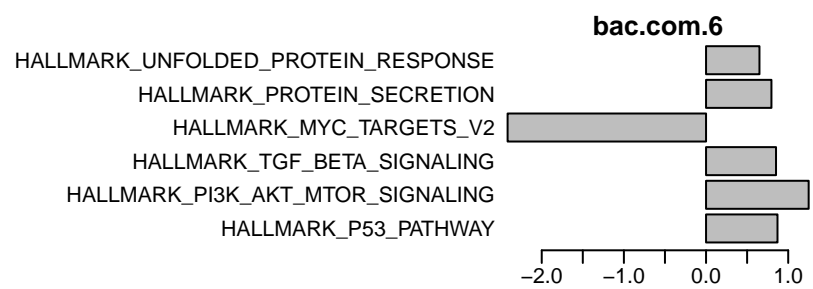 bac.com.6
HALLMARK_UNFOLDED_PROTEIN_RESPONSE
HALLMARK_PROTEIN_SECRETION
HALLMARK_MYC_TARGETS_V2
HALLMARK_TGF_BETA_SIGNALING
HALLMARK_PI3K_AKT_MTOR_SIGNALING
HALLMARK_P53_PATHWAY
−2.0 −1.0 0.0 1.0